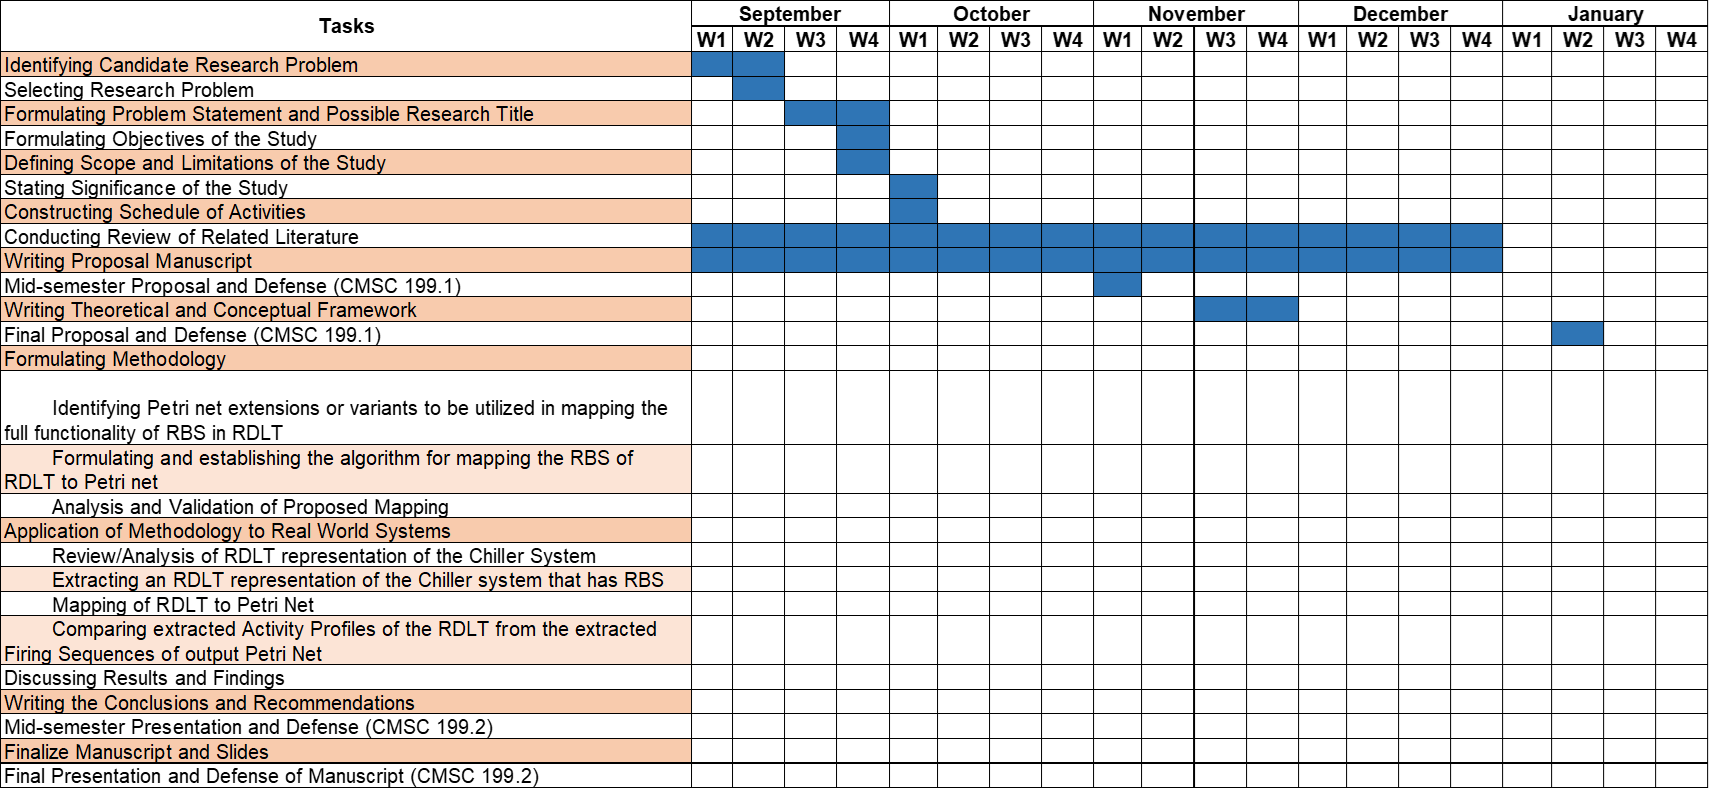 Tasks
September October November December January
W1 W2 W3 W4 W1 W2 W3 W4 W1 W2 W3 W4 W1 W2 W3 W4 W1 W2 W3 W4
Identifying Candidate Research Problem
Selecting Research Problem
Formulating Problem Statement and Possible Research Title
Formulating Objectives of the Study
Defining Scope and Limitations of the Study
Stating Significance of the Study
Constructing Schedule of Activities
Conducting Review of Related Literature
Writing Proposal Manuscript
Mid-semester Proposal and Defense (CMSC 199.1)
Writing Theoretical and Conceptual Framework
Final Proposal and Defense (CMSC 199.1)
Formulating Methodology
Identifying Petri net extensions or variants to be utilized in mapping the
full functionality of RBS in RDLT
Formulating and establishing the algorithm for mapping the RBS of
RDLT to Petri net
Analysis and Validation of Proposed Mapping
Application of Methodology to Real World Systems
Review/Analysis of RDLT representation of the Chiller System
Extracting an RDLT representation of the Chiller system that has RBS
Mapping of RDLT to Petri Net
Comparing extracted Activity Profiles of the RDLT from the extracted
Firing Sequences of output Petri Net
Discussing Results and Findings
Writing the Conclusions and Recommendations
Mid-semester Presentation and Defense (CMSC 199.2)
Finalize Manuscript and Slides
Final Presentation and Defense of Manuscript (CMSC 199.2)